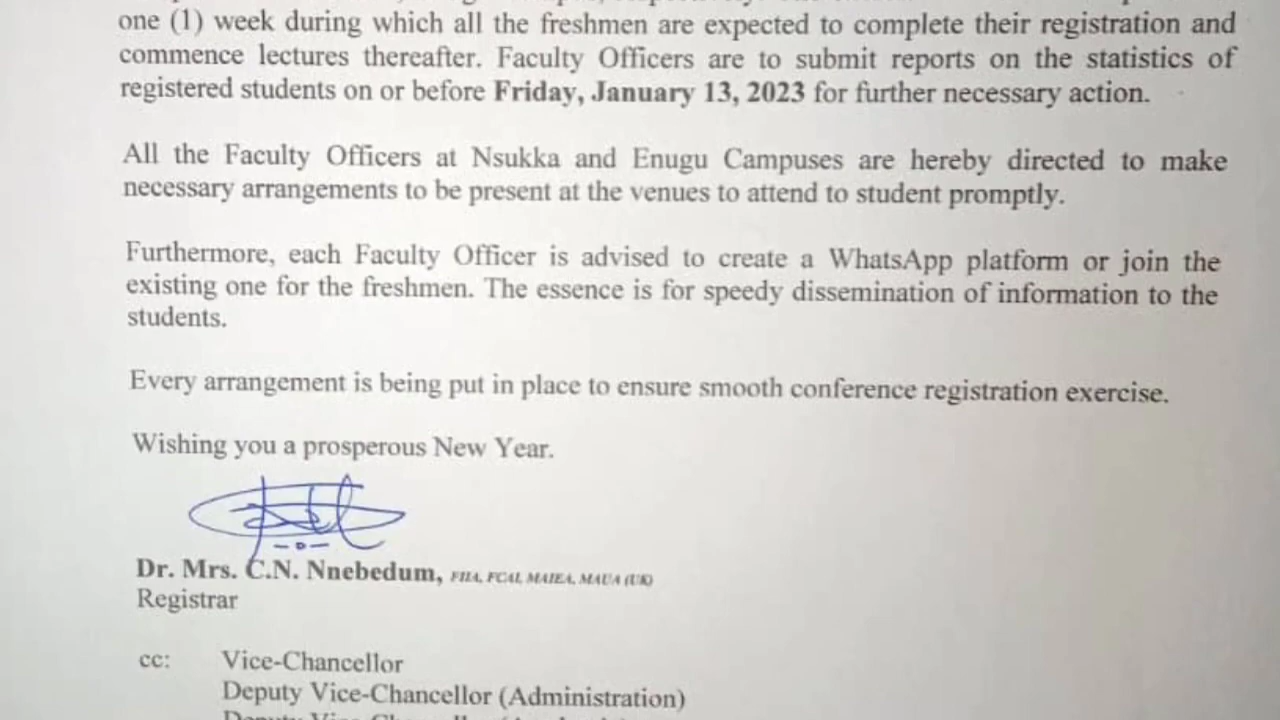 one (1) week during which all the freshmen are expected to complete their registration and
commence lectures thereafter. Faculty Officers are to submit reports on the statistics of
registered students on or before Friday, January 13, 2023 for further necessary action.
All the Faculty Officers at Nsukka and Enugu Campuses are hereby directed to make
necessary arrangements to be present at the venues to attend to student promptly.
Furthermore, each Faculty Officer is advised to create a WhatsApp platform or join the
existing one for the freshmen. The essence is for speedy dissemination of information to the
students.
Every arrangement is being put in place to ensure smooth conference registration exercise.
Wishing you a prosperous New Year.
Dr. Mrs. C.N. Nnebedum, FIIA, FCAI, MAIEA, MAUA (UK)
Registrar
cc: Vice-Chancellor
Deputy Vice-Chancellor (Administration)